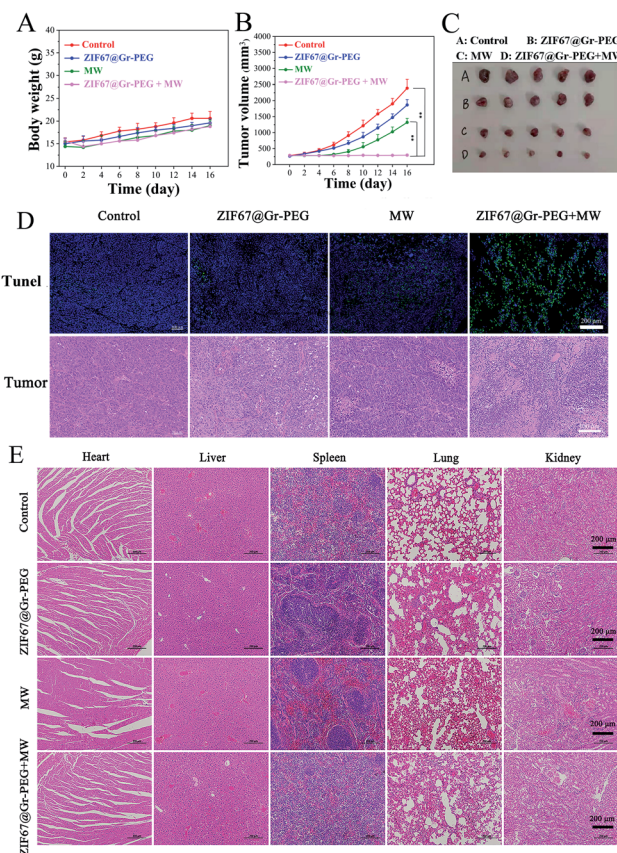 A
Body weight (g)
40
35
30
25
20
15
10
Control
ZIF67@Gr-PEG
MW
ZIF67@Gr-PEG + MW
0 2 4 6 8 10 12 14 16
Time (day)
B
Tumor volume (mm³)
4000
3500
3000
2500
2000
1500
1000
500
0
Control
ZIF67@Gr-PEG
MW
ZIF67@Gr-PEG + MW
**
**
0 2 4 6 8 10 12 14 16
Time (day)
C
A: Control B: ZIF67@Gr-PEG
C: MW D: ZIF67@Gr-PEG+MW
A
B
C
D
D
Control ZIF67@Gr-PEG MW ZIF67@Gr-PEG+MW
Tunel
200 μm
Tumor
E
Heart Liver Spleen Lung Kidney
Control
200 μm
ZIF67@Gr-PEG
200 μm
MW
200 μm
ZIF67@Gr-PEG+MW
200 μm